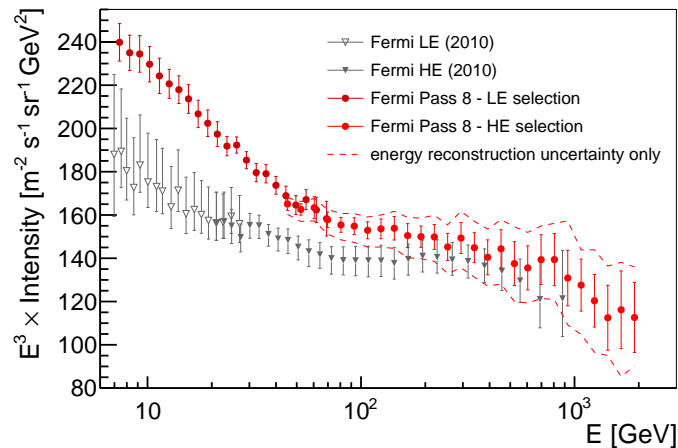 E³ × Intensity [m⁻² s⁻¹ sr⁻¹ GeV²]
240
220
200
180
160
140
120
100
80
Fermi LE (2010)
Fermi HE (2010)
Fermi Pass 8 - LE selection
Fermi Pass 8 - HE selection
energy reconstruction uncertainty only
10
10²
10³
E [GeV]